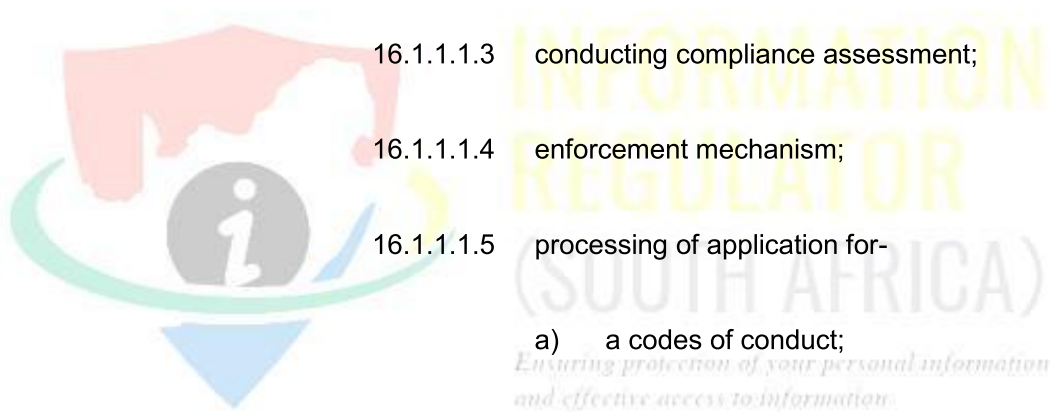 16.1.1.1.3 conducting compliance assessment;
INFORMATION
16.1.1.1.4 enforcement mechanism;
REGULATOR
16.1.1.1.5 processing of application for-
(SOUTH AFRICA)
a) a codes of conduct;
Ensuring protection of your personal information
and effective access to information